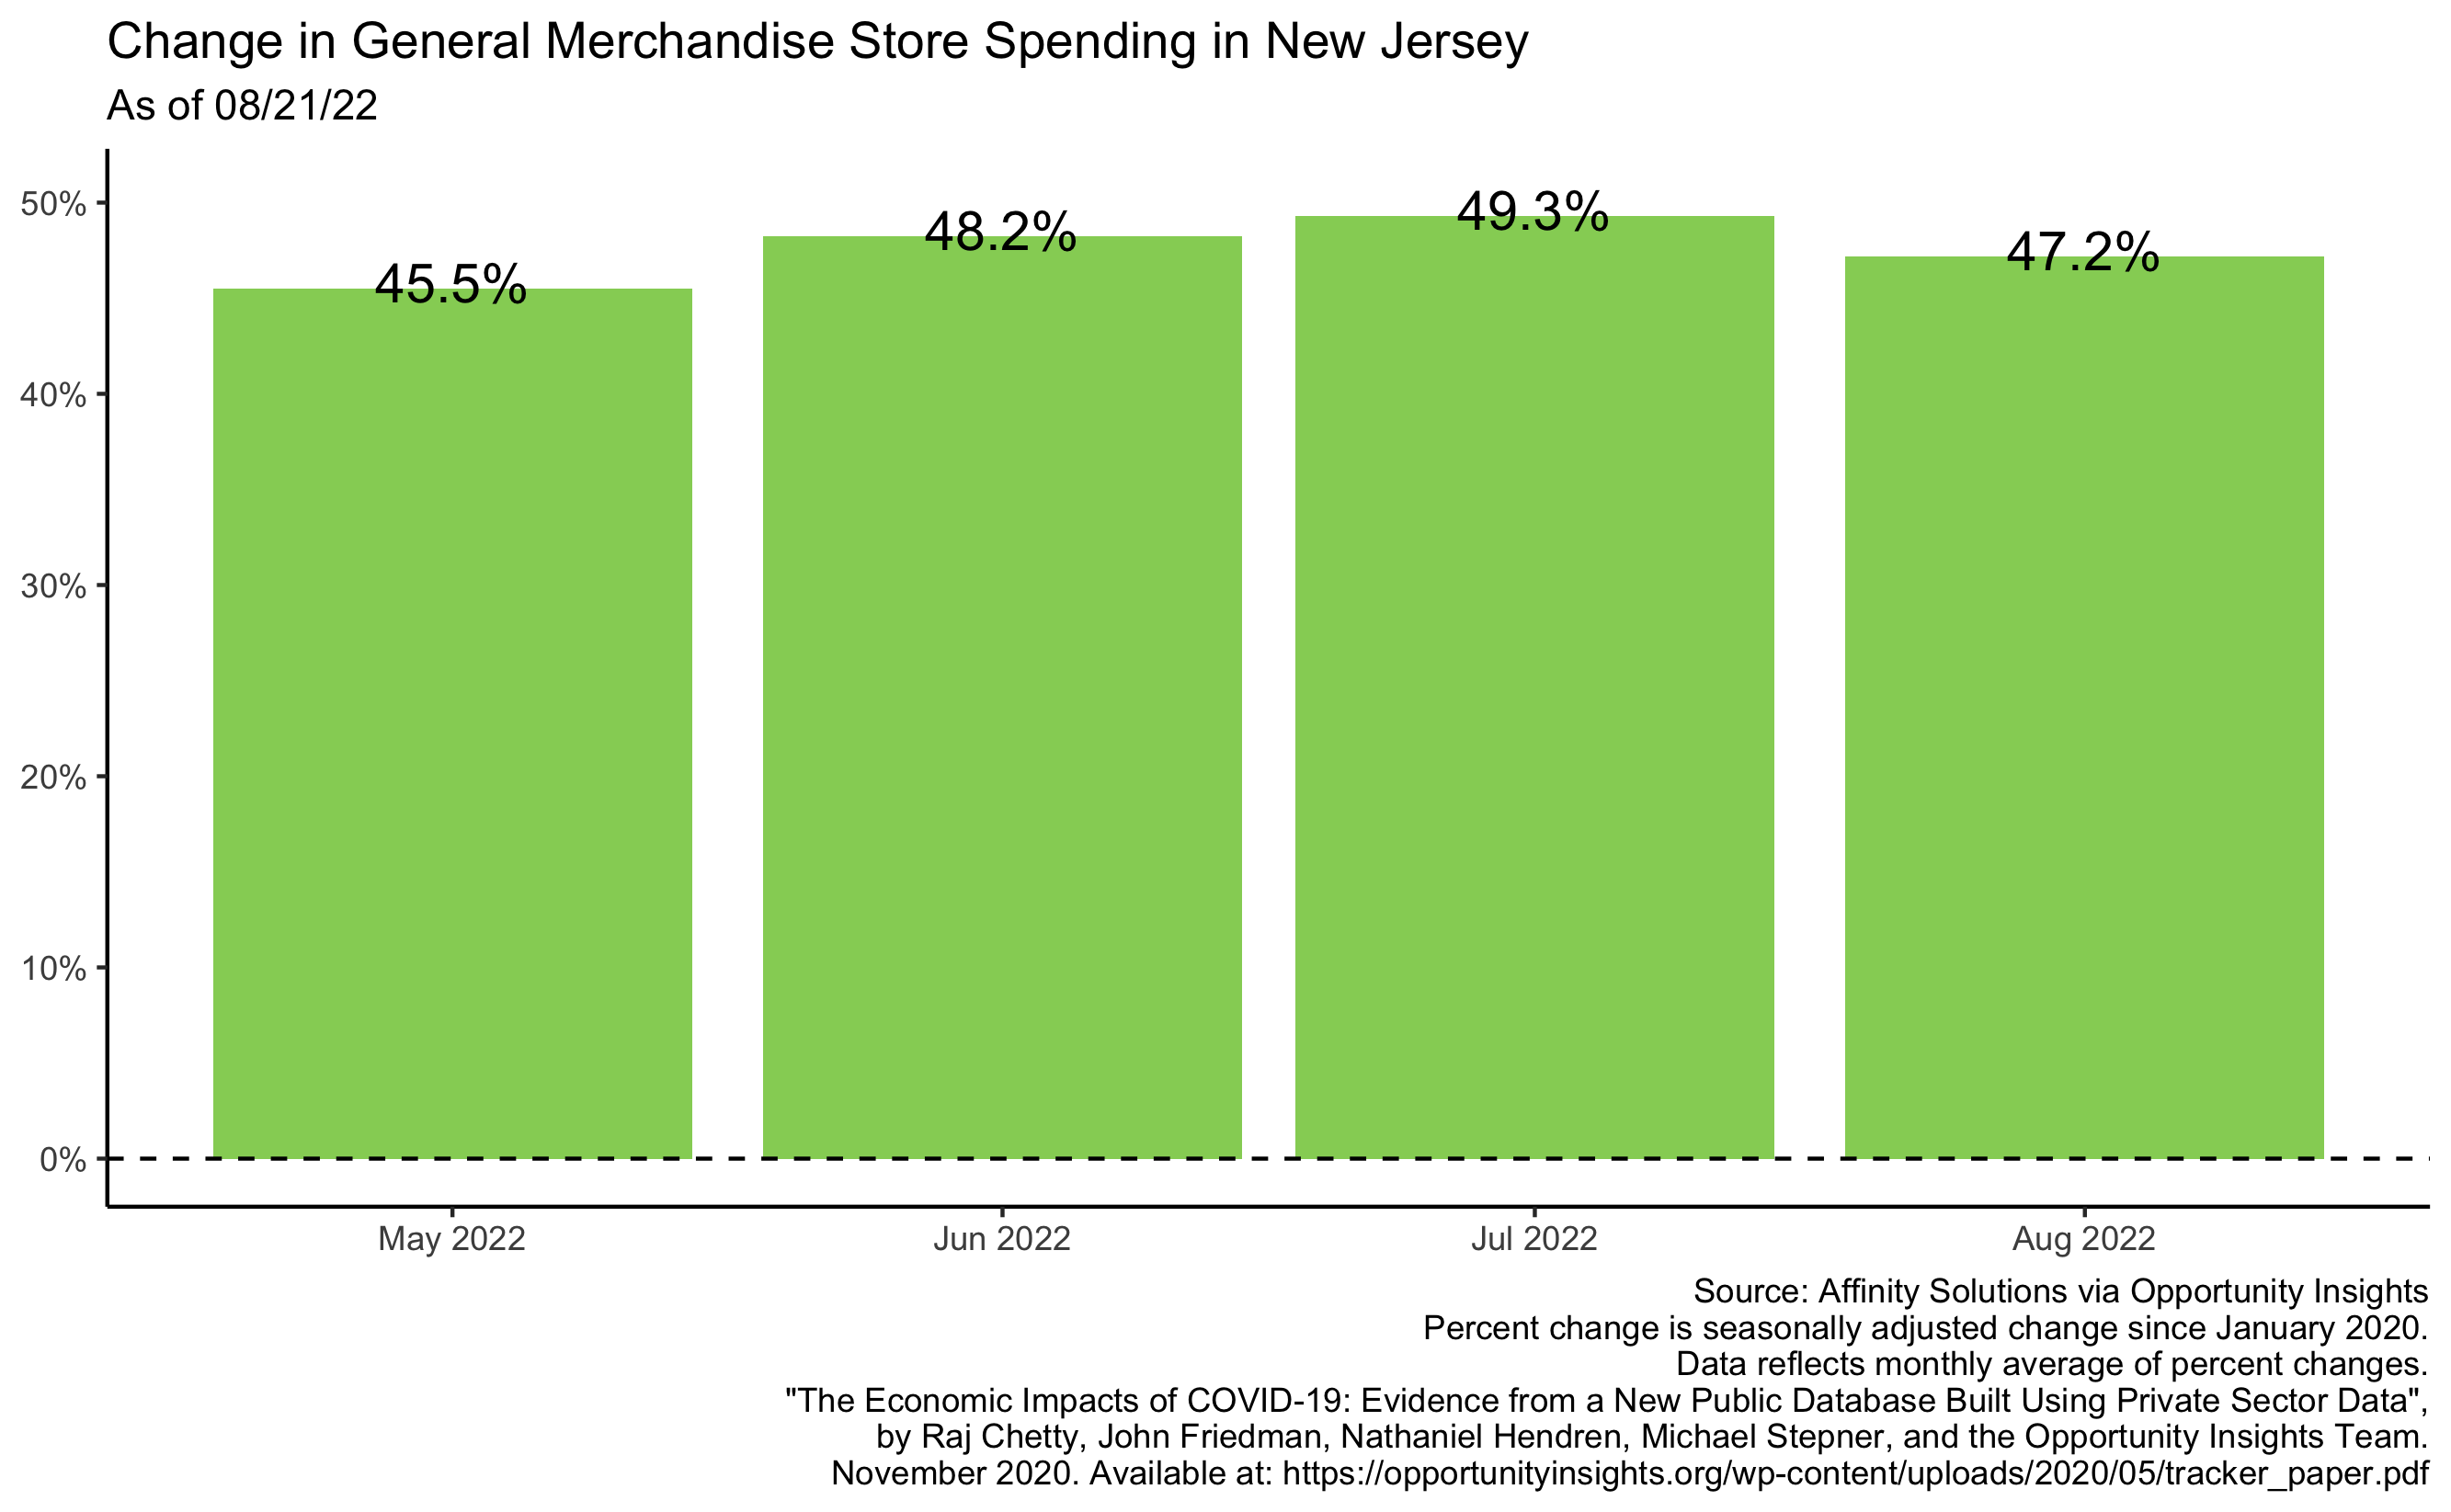 Change in General Merchandise Store Spending in New Jersey
As of 08/21/22
50%
40%
30%
20%
10%
0%
45.5%
48.2%
49.3%
47.2%
May 2022
Jun 2022
Jul 2022
Aug 2022
Source: Affinity Solutions via Opportunity Insights
Percent change is seasonally adjusted change since January 2020.
Data reflects monthly average of percent changes.
"The Economic Impacts of COVID-19: Evidence from a New Public Database Built Using Private Sector Data",
by Raj Chetty, John Friedman, Nathaniel Hendren, Michael Stepner, and the Opportunity Insights Team.
November 2020. Available at: https://opportunityinsights.org/wp-content/uploads/2020/05/tracker_paper.pdf